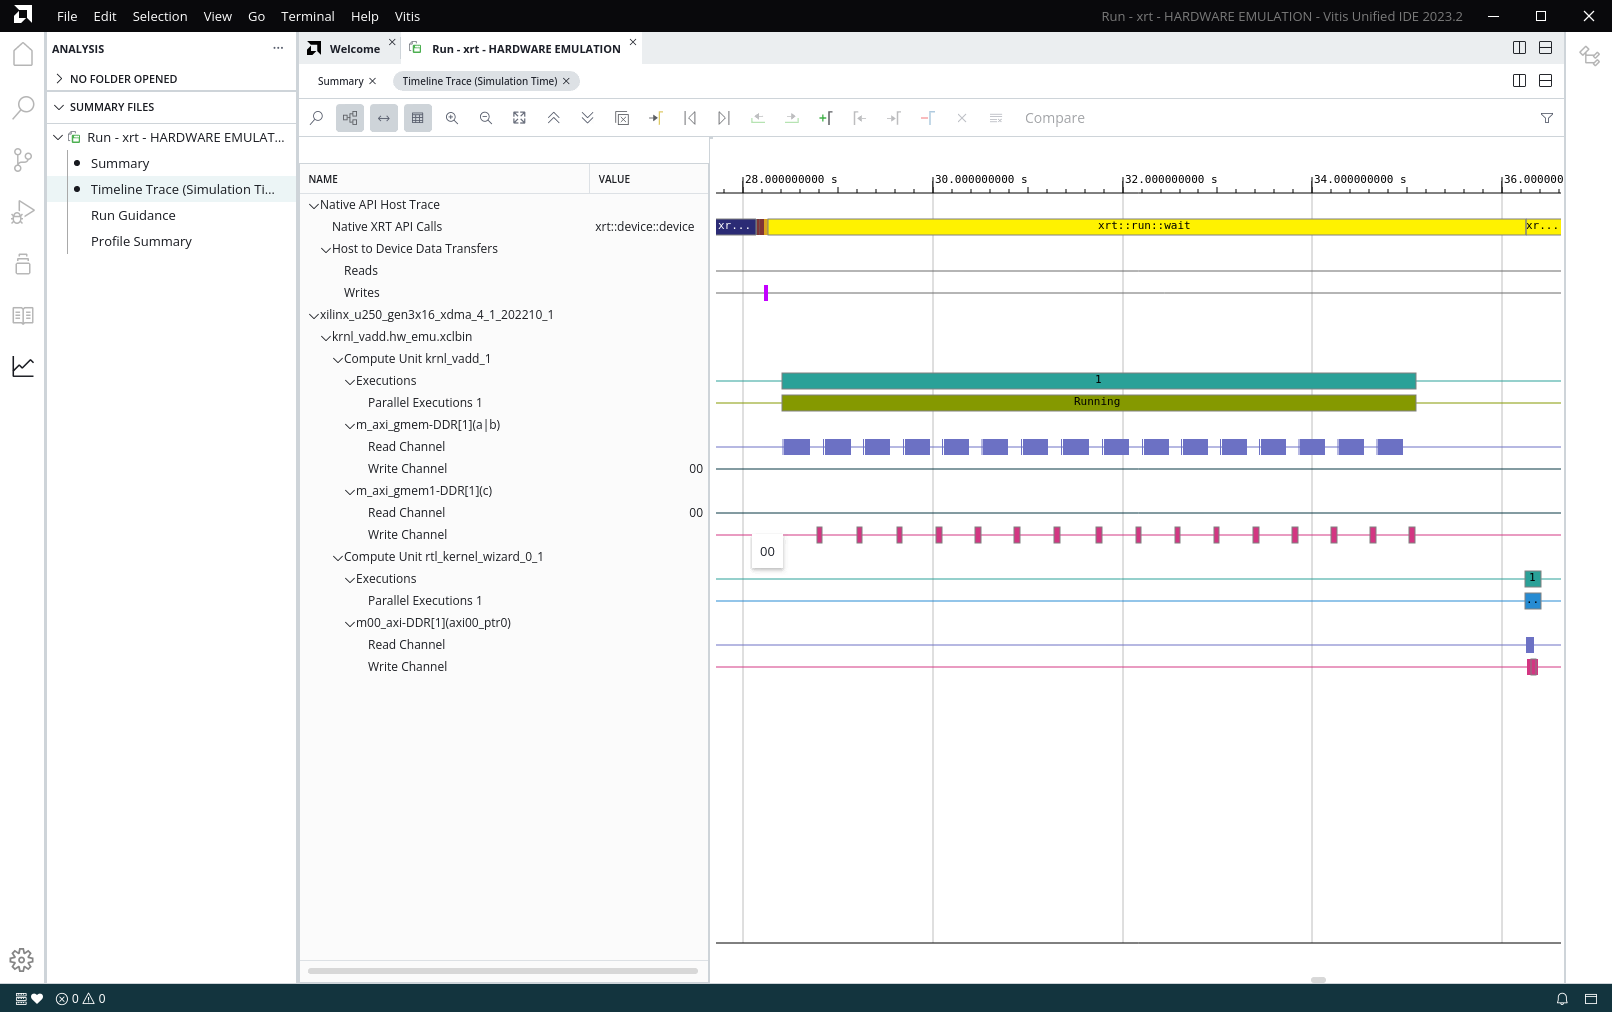 File Edit Selection View Go Terminal Help Vitis
Run - xrt - HARDWARE EMULATION - Vitis Unified IDE 2023.2
ANALYSIS
NO FOLDER OPENED
SUMMARY FILES
Run - xrt - HARDWARE EMULAT...
Summary
Timeline Trace (Simulation Ti...
Run Guidance
Profile Summary
Welcome
Run - xrt - HARDWARE EMULATION
Summary
Timeline Trace (Simulation Time)
Compare
NAME VALUE
28.000000000 s 30.000000000 s 32.000000000 s 34.000000000 s 36.000000
Native API Host Trace
Native XRT API Calls xrt::device::device xr... xrt::run::wait xr...
Host to Device Data Transfers
Reads
Writes
xilinx_u250_gen3x16_xdma_4_1_202210_1
krnl_vadd.hw_emu.xclbin
Compute Unit krnl_vadd_1
Executions 1
Parallel Executions 1 Running
m_axi_gmem-DDR[1](a|b)
Read Channel
Write Channel 00
m_axi_gmem1-DDR[1](c)
Read Channel 00
Write Channel
00
Compute Unit rtl_kernel_wizard_0_1
Executions 1
Parallel Executions 1 ..
m00_axi-DDR[1](axi00_ptr0)
Read Channel
Write Channel
0 0